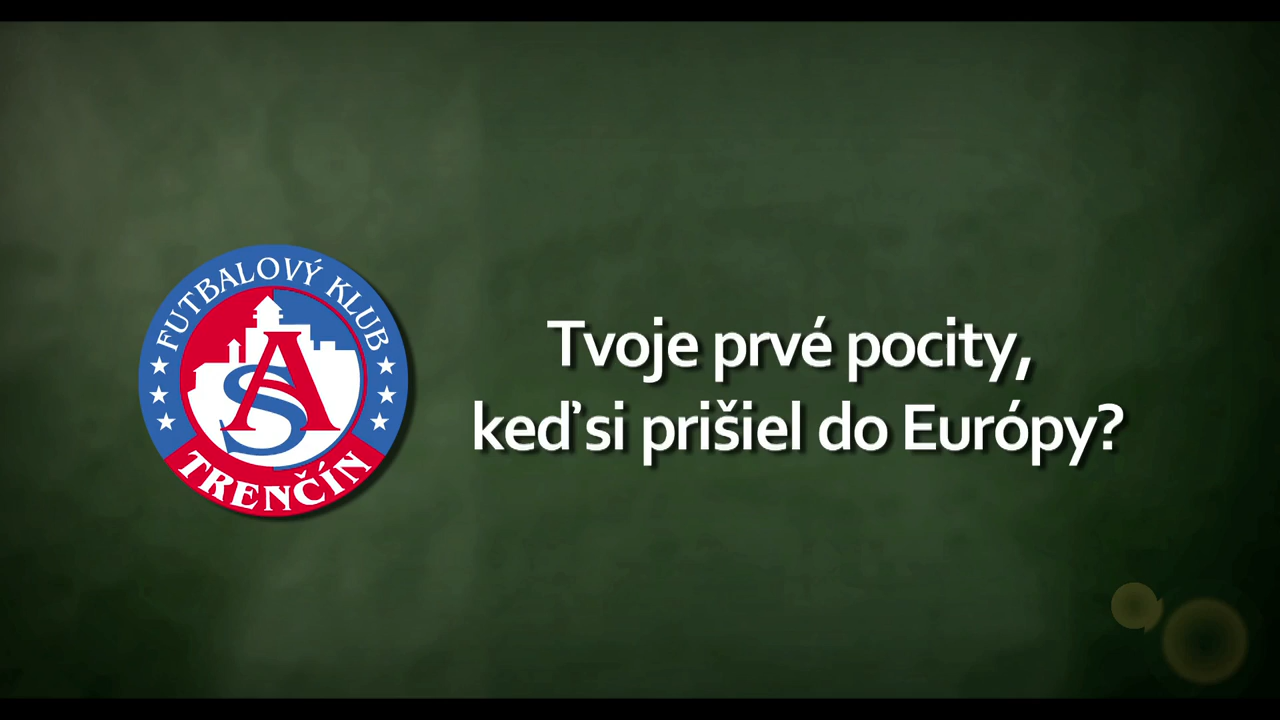 FUTBALOVÝ KLUB
AS
TRENČÍN
Tvoje prvé pocity,
keď si prišiel do Európy?